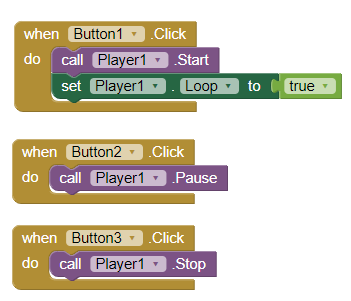 when Button1 .Click
do call Player1 .Start
set Player1 . Loop to true
when Button2 .Click
do call Player1 .Pause
when Button3 .Click
do call Player1 .Stop